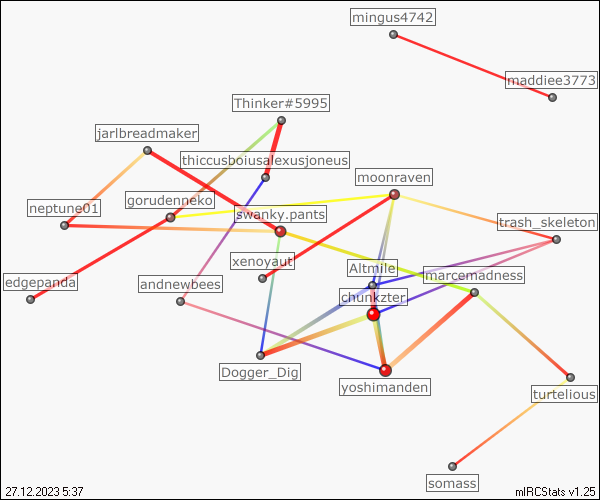 mingus4742
maddiee3773
Thinker#5995
jarlbreadmaker
thiccusboiusalexusjoneus
moonraven
gorudenneko
neptune01
swanky.pants
trash_skeleton
xenoyaut
Altmile
edgepanda
andnewbees
marcemadness
chunkzter
Dogger_Dig
yoshimanden
turtelious
somass
27.12.2023 5:37
mIRCStats v1.25